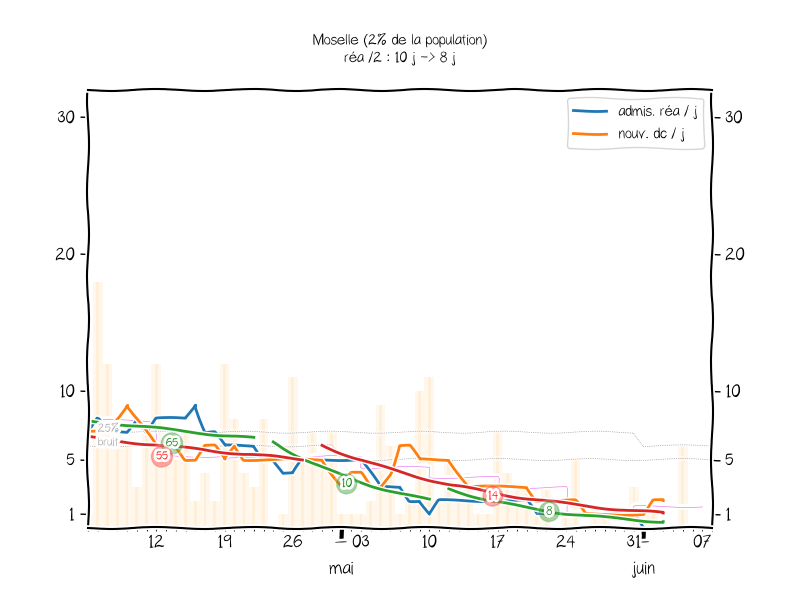 Moselle (2% de la population)
réa /2 : 10 j -> 8 j
admis. réa / j
nouv. dc / j
30 30
20 20
10 10
5 5
1 1
25%
bruit
65
55
10
14
8
12 19 26 03 10 17 24 31 07
mai juin